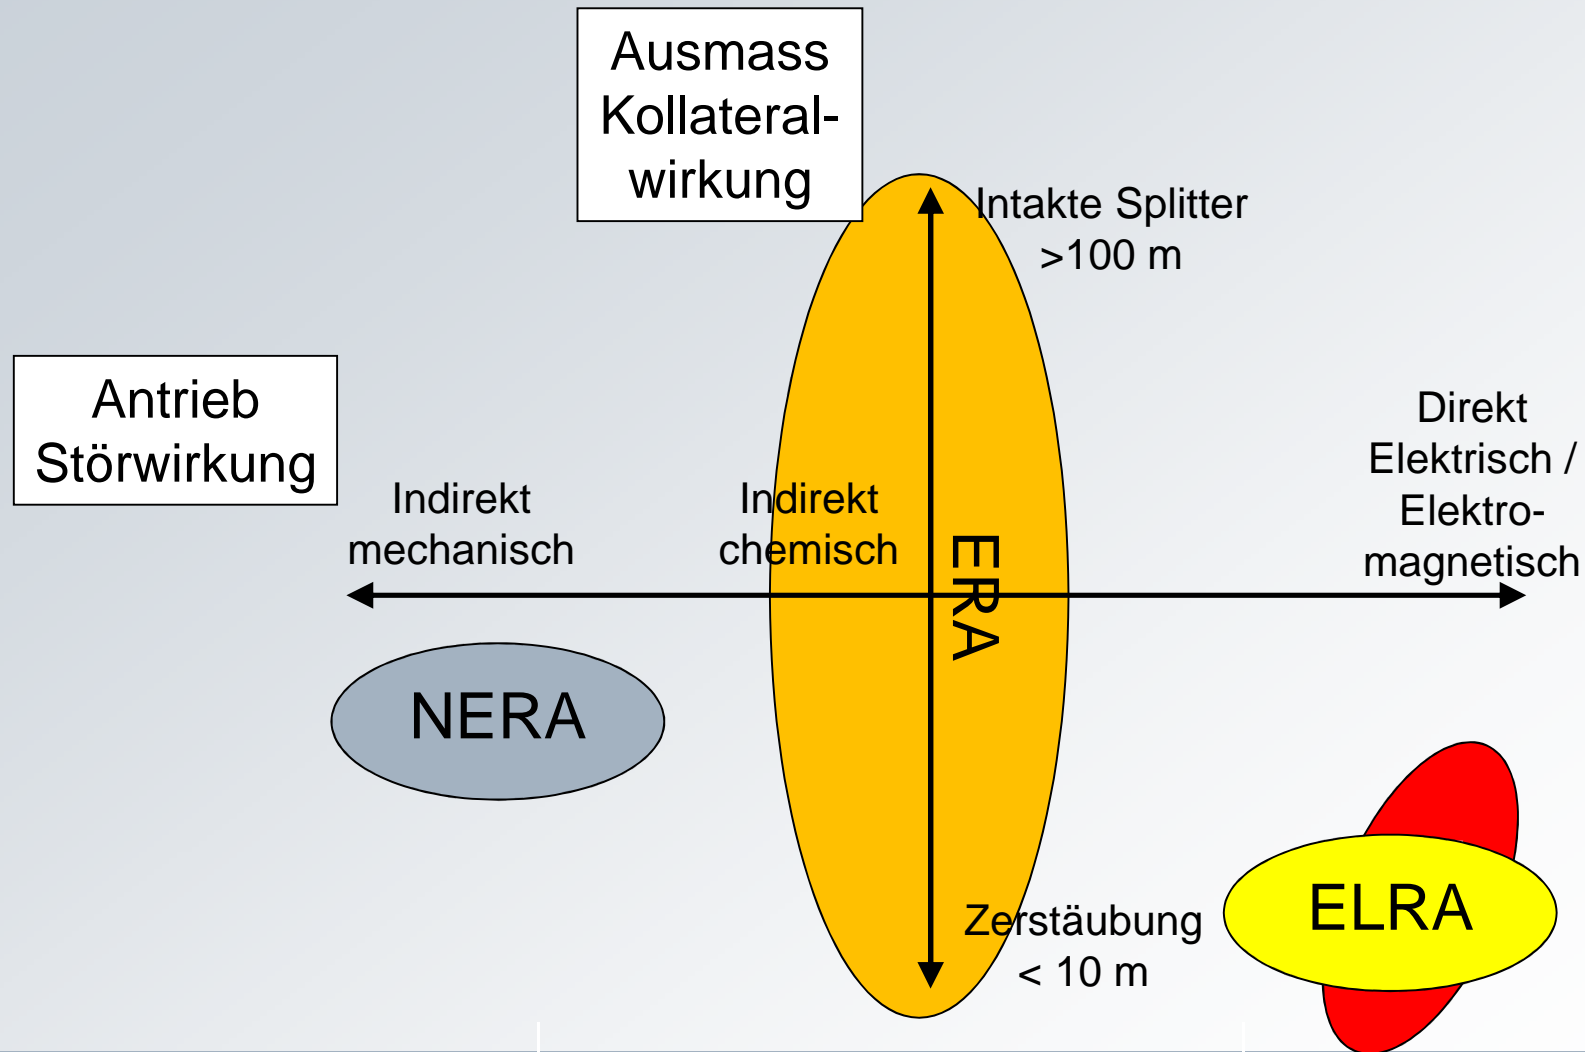 Ausmass
Kollateral-
wirkung
Intakte Splitter
>100 m
Antrieb
Störwirkung
Indirekt
mechanisch
Indirekt
chemisch
Direkt
Elektrisch /
Elektro-
magnetisch
ERA
NERA
ELRA
Zerstäubung
< 10 m